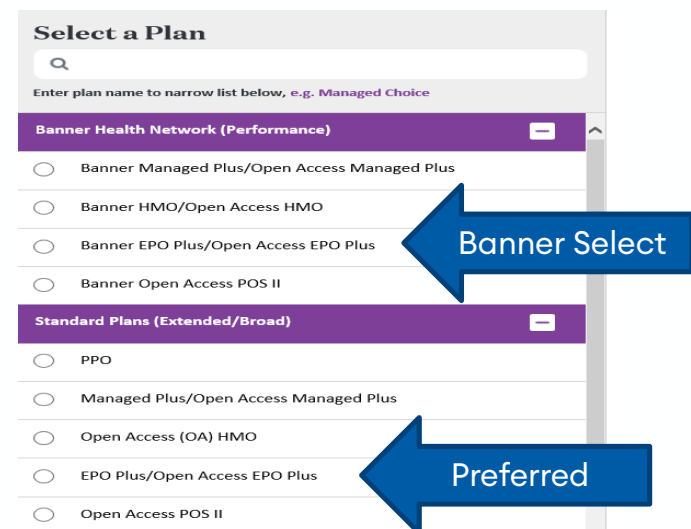 Select a Plan
Enter plan name to narrow list below, e.g. Managed Choice
Banner Health Network (Performance)
Banner Managed Plus/Open Access Managed Plus
Banner HMO/Open Access HMO
Banner EPO Plus/Open Access EPO Plus
Banner Select
Banner Open Access POS II
Standard Plans (Extended/Broad)
PPO
Managed Plus/Open Access Managed Plus
Open Access (OA) HMO
EPO Plus/Open Access EPO Plus
Preferred
Open Access POS II